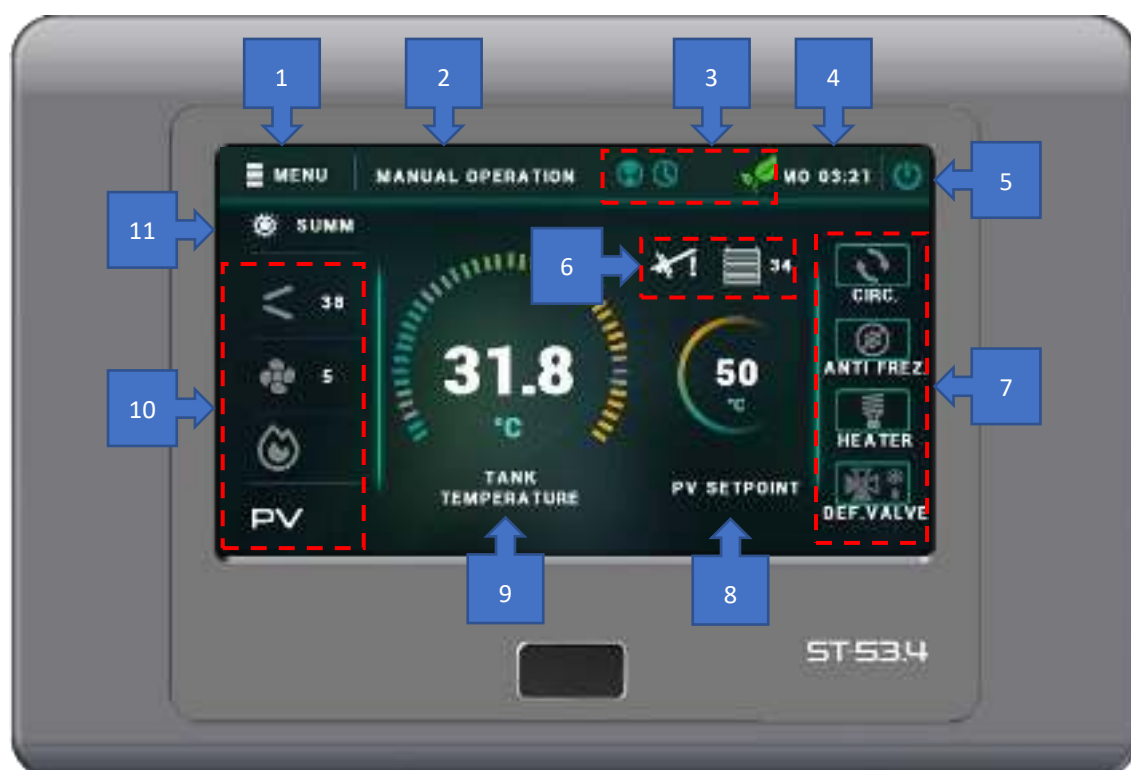 1
2
3
4
MENU
MANUAL OPERATION
MO 03:21
5
11
SUMM
6
34
38
CIRC.
31.8
50
5
ANTI FREZ.
10
7
°C
°C
HEATER
TANK
TEMPERATURE
PV SETPOINT
PV
DEF.VALVE
9
8
ST-53.4